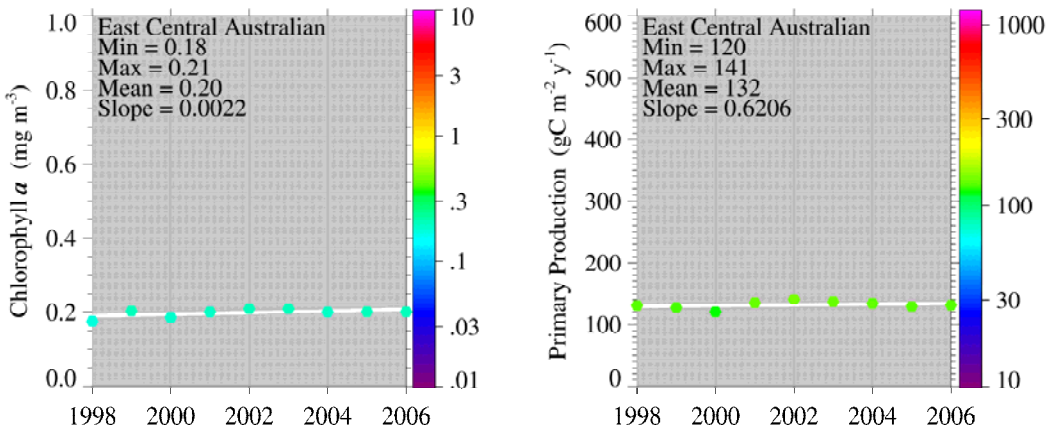 East Central Australian
Min = 0.18
Max = 0.21
Mean = 0.20
Slope = 0.0022
Chlorophyll a (mg m-3)
1.0
0.8
0.6
0.4
0.2
0.0
1998 2000 2002 2004 2006
10
3
1
.3
.1
.03
.01
East Central Australian
Min = 120
Max = 141
Mean = 132
Slope = 0.6206
Primary Production (gC m-2 y-1)
600
500
400
300
200
100
0
1998 2000 2002 2004 2006
1000
300
100
30
10